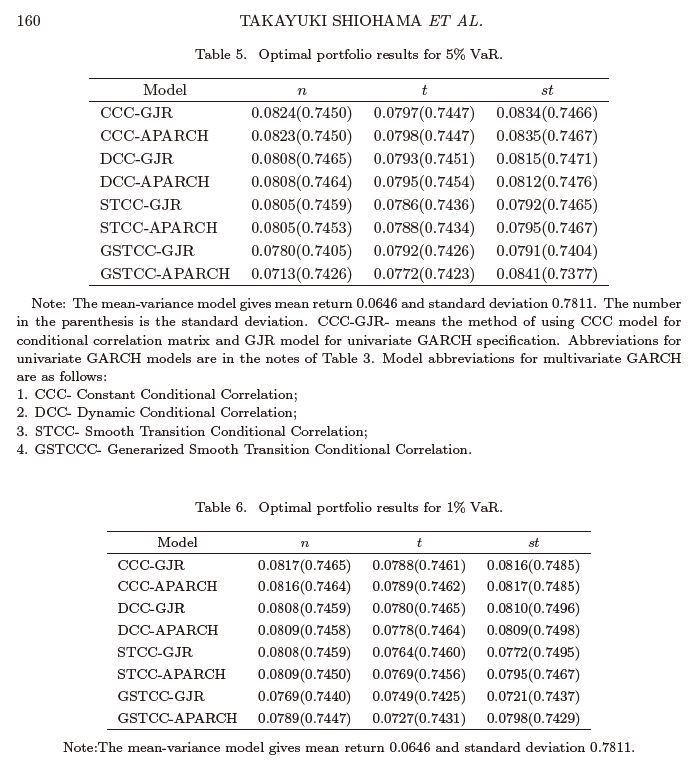 160 TAKAYUKI SHIOHAMA ET AL.
Table 5. Optimal portfolio results for 5% VaR.
Model n t st
CCC-GJR 0.0824(0.7450) 0.0797(0.7447) 0.0834(0.7466)
CCC-APARCH 0.0823(0.7450) 0.0798(0.7447) 0.0835(0.7467)
DCC-GJR 0.0808(0.7465) 0.0793(0.7451) 0.0815(0.7471)
DCC-APARCH 0.0808(0.7464) 0.0795(0.7454) 0.0812(0.7476)
STCC-GJR 0.0805(0.7459) 0.0786(0.7436) 0.0792(0.7465)
STCC-APARCH 0.0805(0.7453) 0.0788(0.7434) 0.0795(0.7467)
GSTCC-GJR 0.0780(0.7405) 0.0792(0.7426) 0.0791(0.7404)
GSTCC-APARCH 0.0713(0.7426) 0.0772(0.7423) 0.0841(0.7377)
Note: The mean-variance model gives mean return 0.0646 and standard deviation 0.7811. The number
in the parenthesis is the standard deviation. CCC-GJR- means the method of using CCC model for
conditional correlation matrix and GJR model for univariate GARCH specification. Abbreviations for
univariate GARCH models are in the notes of Table 3. Model abbreviations for multivariate GARCH
are as follows:
1. CCC- Constant Conditional Correlation;
2. DCC- Dynamic Conditional Correlation;
3. STCC- Smooth Transition Conditional Correlation;
4. GSTCCC- Generarized Smooth Transition Conditional Correlation.
Table 6. Optimal portfolio results for 1% VaR.
Model n t st
CCC-GJR 0.0817(0.7465) 0.0788(0.7461) 0.0816(0.7485)
CCC-APARCH 0.0816(0.7464) 0.0789(0.7462) 0.0817(0.7485)
DCC-GJR 0.0808(0.7459) 0.0780(0.7465) 0.0810(0.7496)
DCC-APARCH 0.0809(0.7458) 0.0778(0.7464) 0.0809(0.7498)
STCC-GJR 0.0808(0.7459) 0.0764(0.7460) 0.0772(0.7495)
STCC-APARCH 0.0809(0.7450) 0.0769(0.7456) 0.0795(0.7467)
GSTCC-GJR 0.0769(0.7440) 0.0749(0.7425) 0.0721(0.7437)
GSTCC-APARCH 0.0789(0.7447) 0.0727(0.7431) 0.0798(0.7429)
Note:The mean-variance model gives mean return 0.0646 and standard deviation 0.7811.